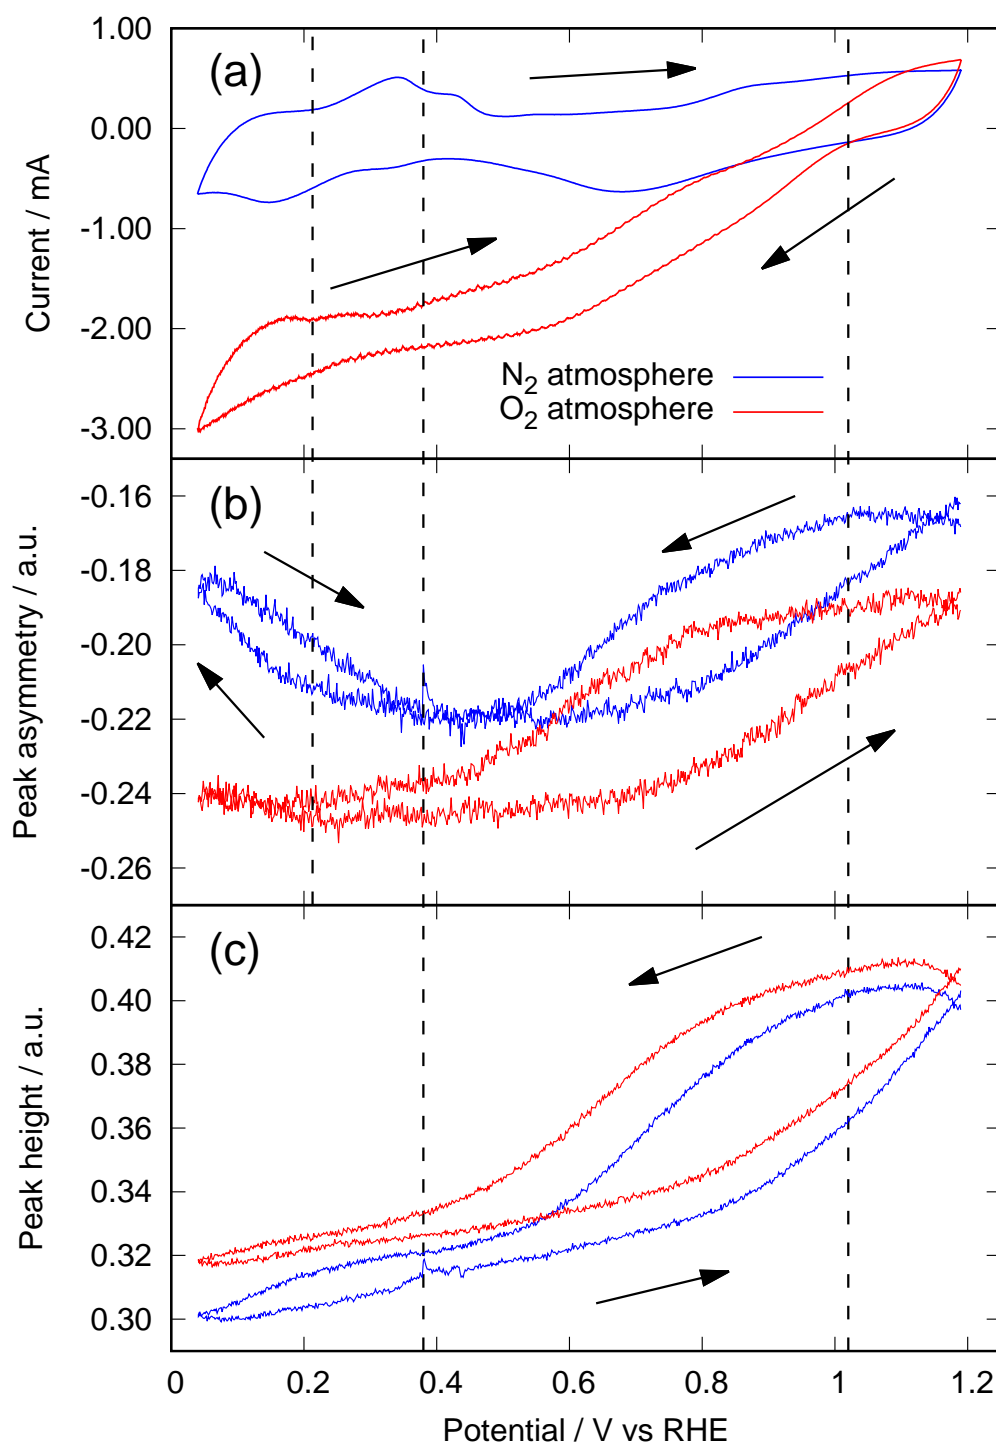 (a)
1.00
0.00
-1.00
-2.00
-3.00
Current / mA
N₂ atmosphere
O₂ atmosphere
(b)
-0.16
-0.18
-0.20
-0.22
-0.24
-0.26
Peak asymmetry / a.u.
(c)
0.42
0.40
0.38
0.36
0.34
0.32
0.30
Peak height / a.u.
0 0.2 0.4 0.6 0.8 1 1.2
Potential / V vs RHE